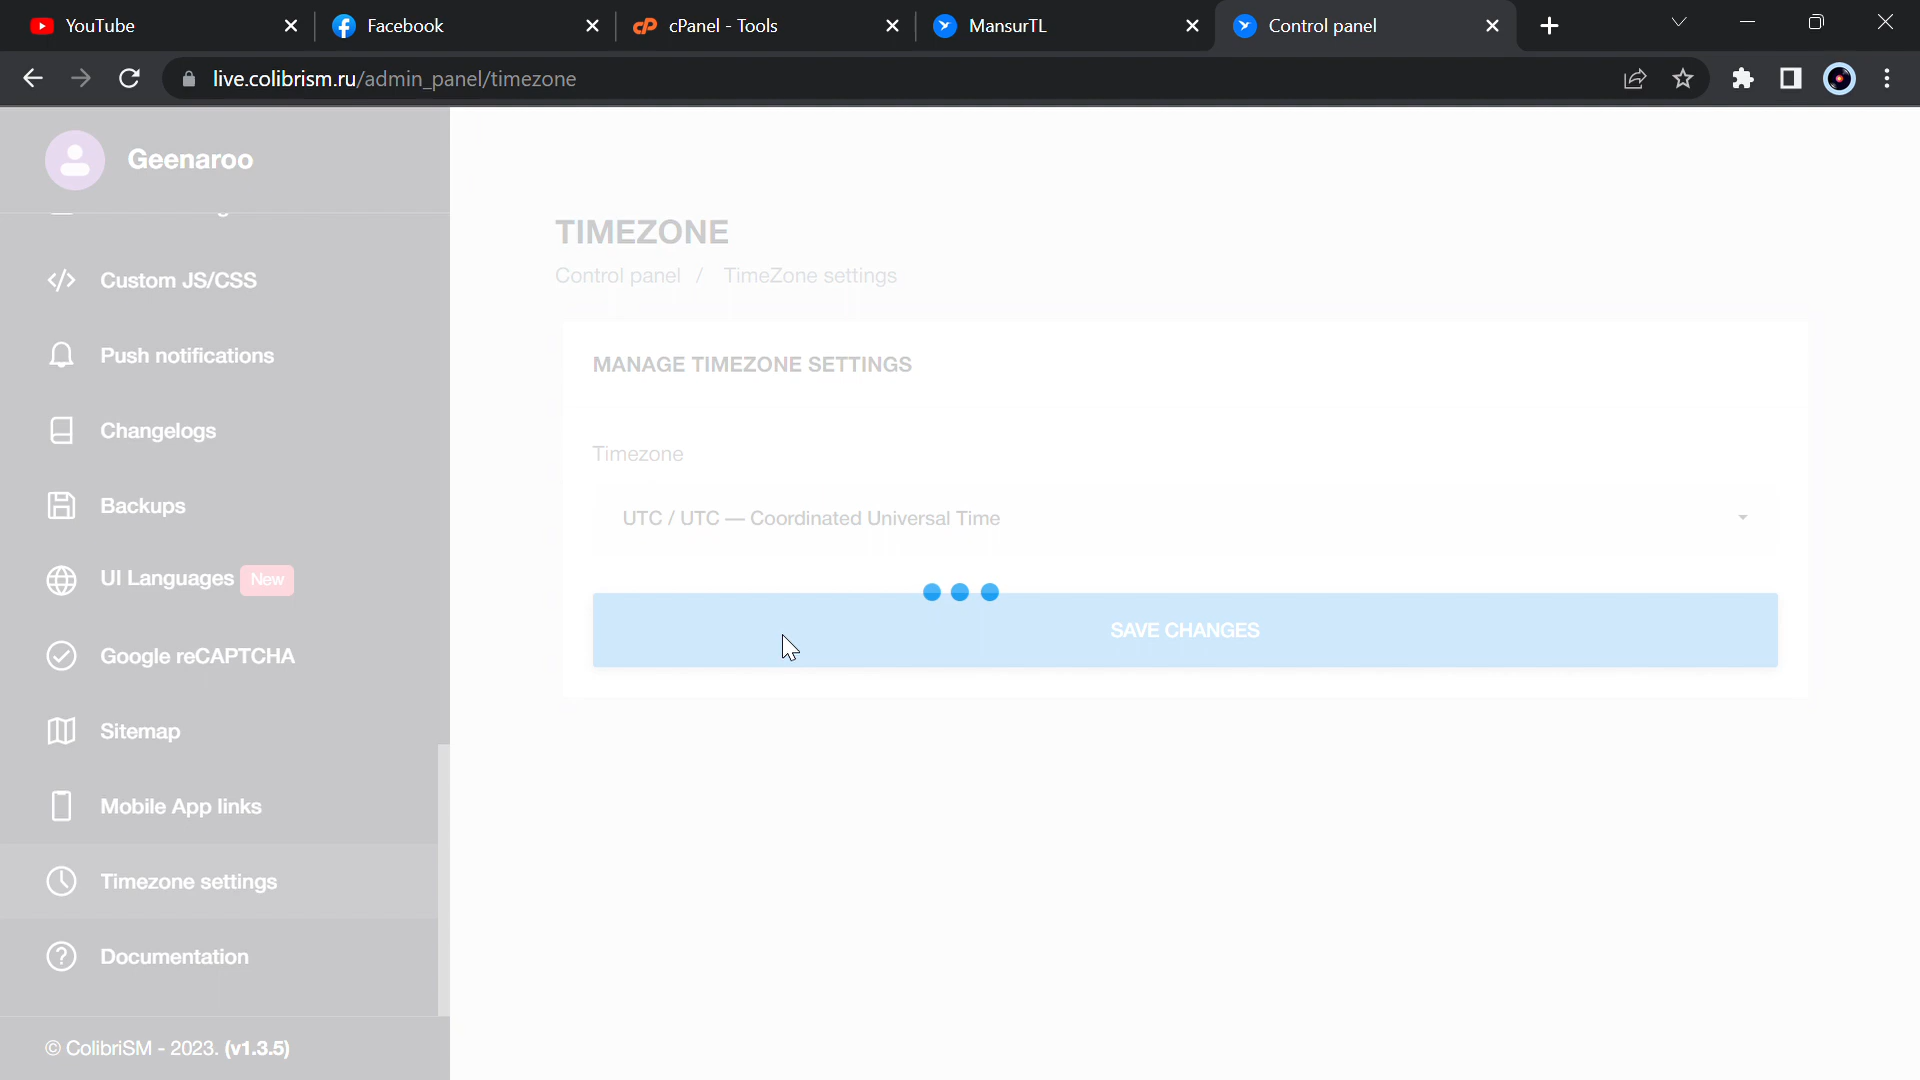 YouTube
Facebook
cPanel - Tools
MansurTL
Control panel
live.colibrism.ru/admin_panel/timezone
Geenaroo
Custom JS/CSS
Push notifications
Changelogs
Backups
UI Languages New
Google reCAPTCHA
Sitemap
Mobile App links
Timezone settings
Documentation
© ColibriSM - 2023. (v1.3.5)
TIMEZONE
Control panel / TimeZone settings
MANAGE TIMEZONE SETTINGS
Timezone
UTC / UTC — Coordinated Universal Time
SAVE CHANGES